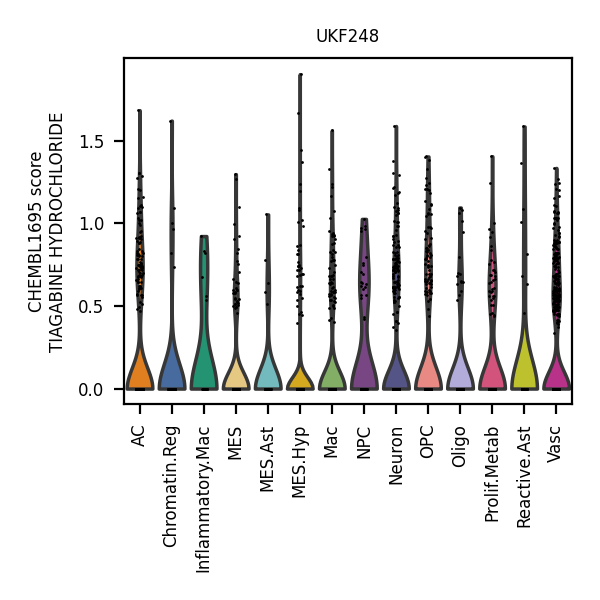 UKF248
CHEMBL1695 score
TIAGABINE HYDROCHLORIDE
1.5
1.0
0.5
0.0
AC
Chromatin.Reg
Inflammatory.Mac
MES
MES.Ast
MES.Hyp
Mac
NPC
Neuron
OPC
Oligo
Prolif.Metab
Reactive.Ast
Vasc